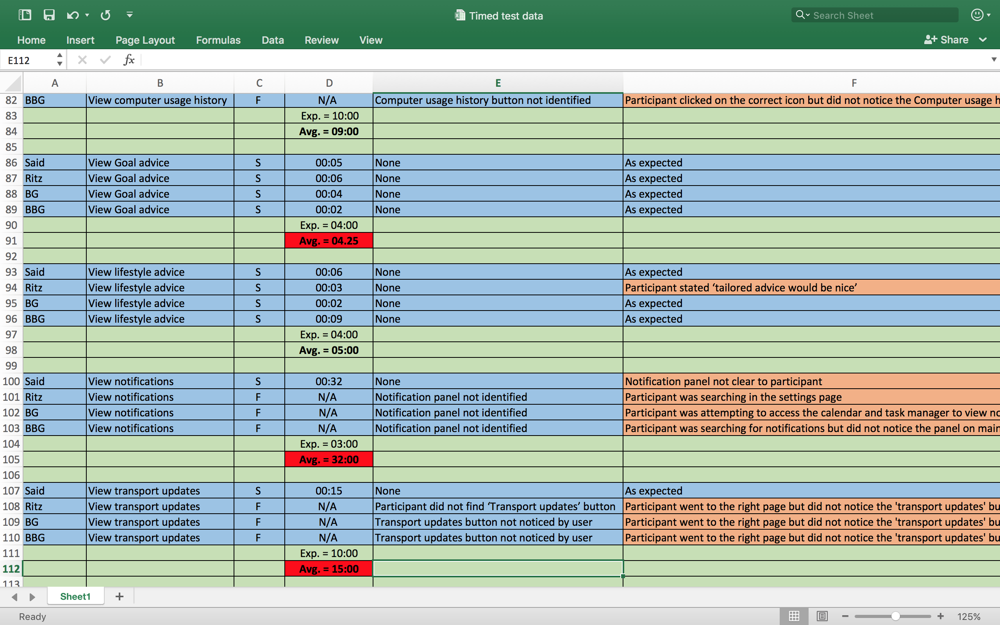 Timed test data
Search Sheet
Home Insert Page Layout Formulas Data Review View Share
E112 fx
A B C D E F
82 BBG View computer usage history F N/A Computer usage history button not identified Participant clicked on the correct icon but did not notice the Computer usage h
83 Exp. = 10:00
84 Avg. = 09:00
85
86 Said View Goal advice S 00:05 None As expected
87 Ritz View Goal advice S 00:06 None As expected
88 BG View Goal advice S 00:04 None As expected
89 BBG View Goal advice S 00:02 None As expected
90 Exp. = 04:00
91 Avg. = 04.25
92
93 Said View lifestyle advice S 00:06 None As expected
94 Ritz View lifestyle advice S 00:03 None Participant stated ‘tailored advice would be nice’
95 BG View lifestyle advice S 00:02 None As expected
96 BBG View lifestyle advice S 00:09 None As expected
97 Exp. = 04:00
98 Avg. = 05:00
99
100 Said View notifications S 00:32 None Notification panel not clear to participant
101 Ritz View notifications F N/A Notification panel not identified Participant was searching in the settings page
102 BG View notifications F N/A Notification panel not identified Participant was attempting to access the calendar and task manager to view no
103 BBG View notifications F N/A Notification panel not identified Participant was searching for notifications but did not notice the panel on main
104 Exp. = 03:00
105 Avg. = 32:00
106
107 Said View transport updates S 00:15 None As expected
108 Ritz View transport updates F N/A Participant did not find ‘Transport updates’ button Participant went to the right page but did not notice the 'transport updates' bu
109 BG View transport updates F N/A Transport updates button not noticed by user Participant went to the right page but did not notice the 'transport updates' bu
110 BBG View transport updates F N/A Transport updates button not noticed by user Participant went to the right page but did not notice the 'transport updates' bu
111 Exp. = 10:00
112 Avg. = 15:00
113
Sheet1
Ready 125%